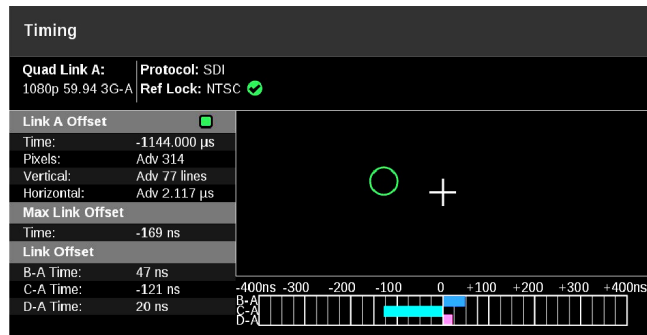 Timing
Quad Link A: Protocol: SDI
1080p 59.94 3G-A Ref Lock: NTSC
Link A Offset
Time: -1144.000 µs
Pixels: Adv 314
Vertical: Adv 77 lines
Horizontal: Adv 2.117 µs
Max Link Offset
Time: -169 ns
Link Offset
B-A Time: 47 ns
C-A Time: -121 ns
D-A Time: 20 ns
-400ns -300 -200 -100 0 +100 +200 +300 +400ns
B-A
C-A
D-A